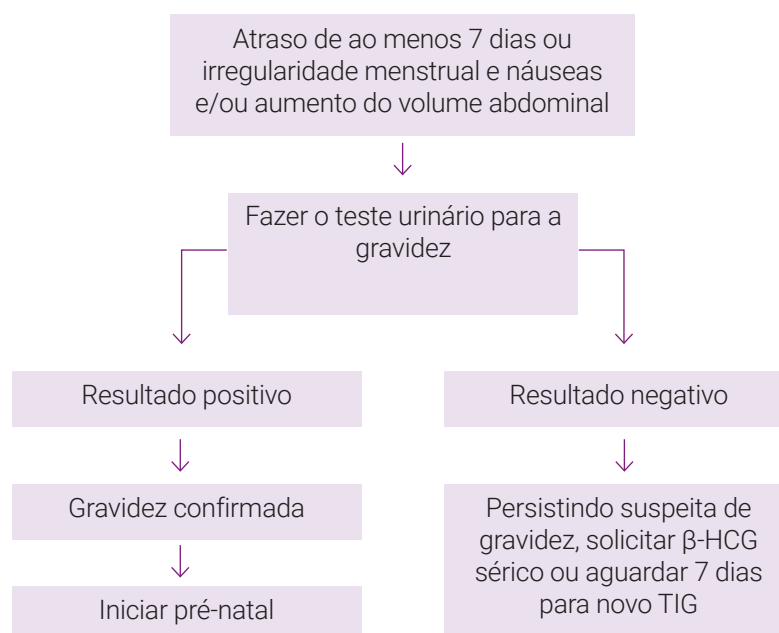 Atraso de ao menos 7 dias ou
irregularidade menstrual e náuseas
e/ou aumento do volume abdominal
Fazer o teste urinário para a
gravidez
Resultado positivo
Resultado negativo
Gravidez confirmada
Persistindo suspeita de
gravidez, solicitar β-HCG
sérico ou aguardar 7 dias
para novo TIG
Iniciar pré-natal